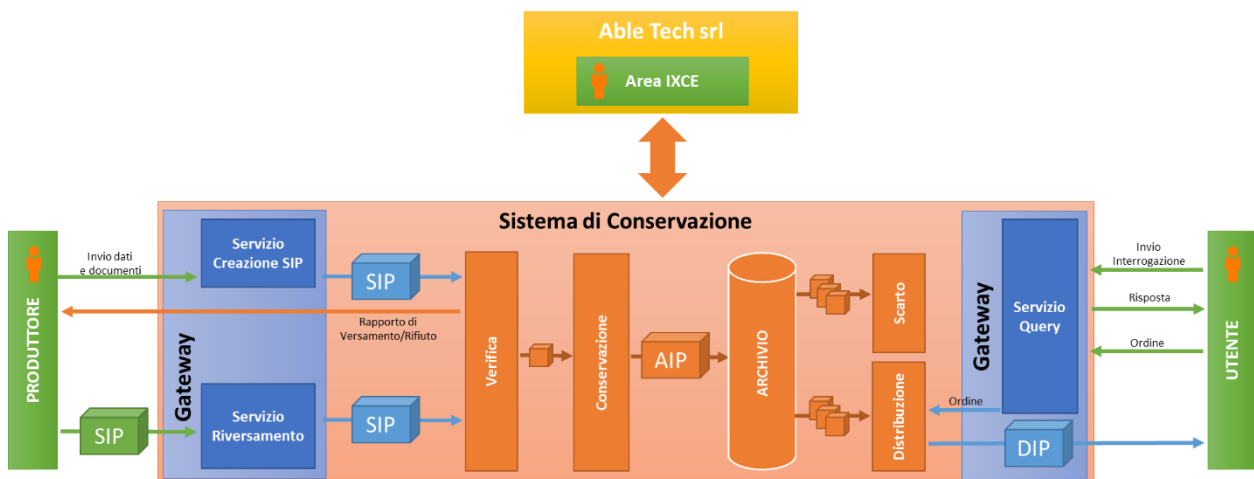 Able Tech srl
Area IXCE
Sistema di Conservazione
PRODUTTORE
Invio dati
e documenti
Gateway
Servizio
Creazione SIP
SIP
Rapporto di
Versamento/Rifiuto
SIP
Servizio
Riversamento
SIP
Verifica
Conservazione
AIP
ARCHIVIO
Scarto
Distribuzione
Ordine
Gateway
Servizio
Query
DIP
Invio
Interrogazione
Risposta
Ordine
UTENTE